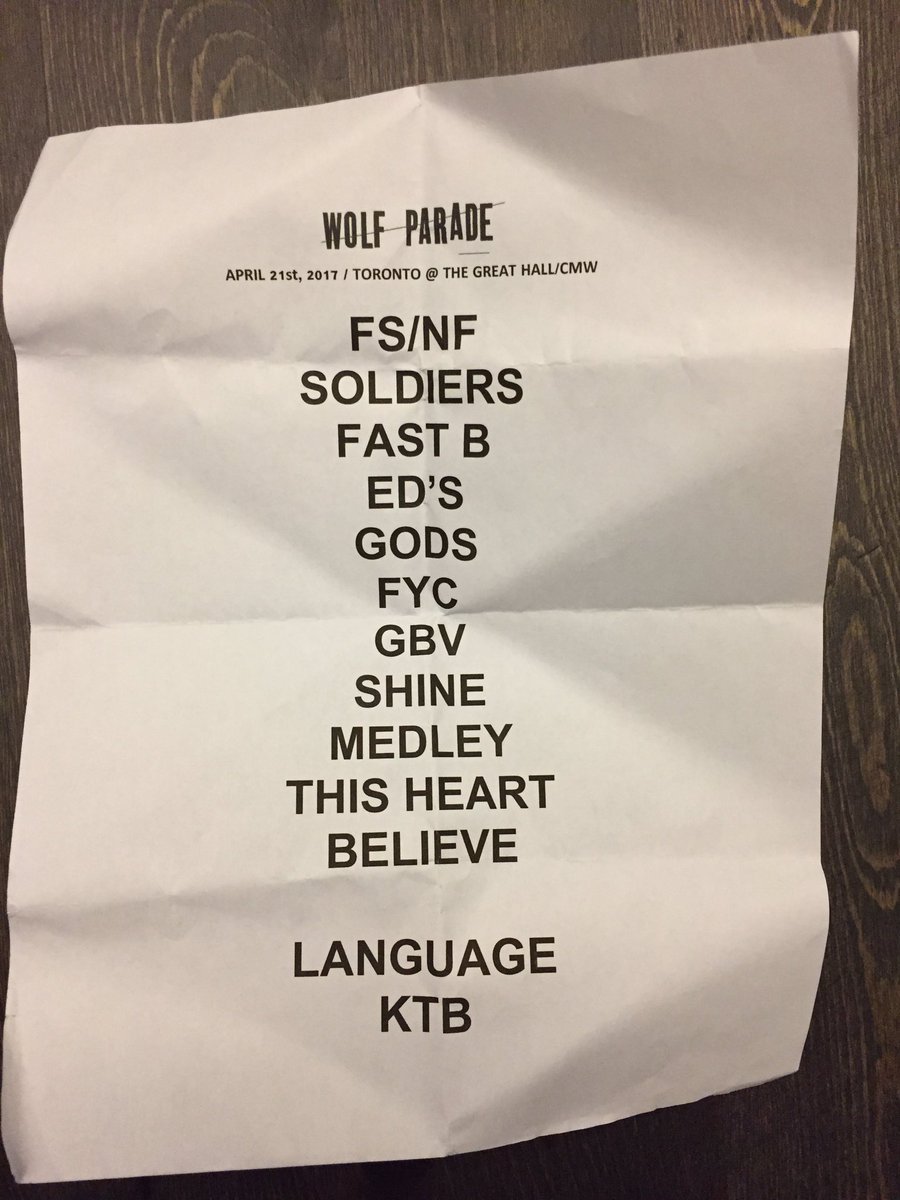 WOLF PARADE
APRIL 21st, 2017 / TORONTO @ THE GREAT HALL/CMW
FS/NF
SOLDIERS
FAST B
ED’S
GODS
FYC
GBV
SHINE
MEDLEY
THIS HEART
BELIEVE
LANGUAGE
KTB